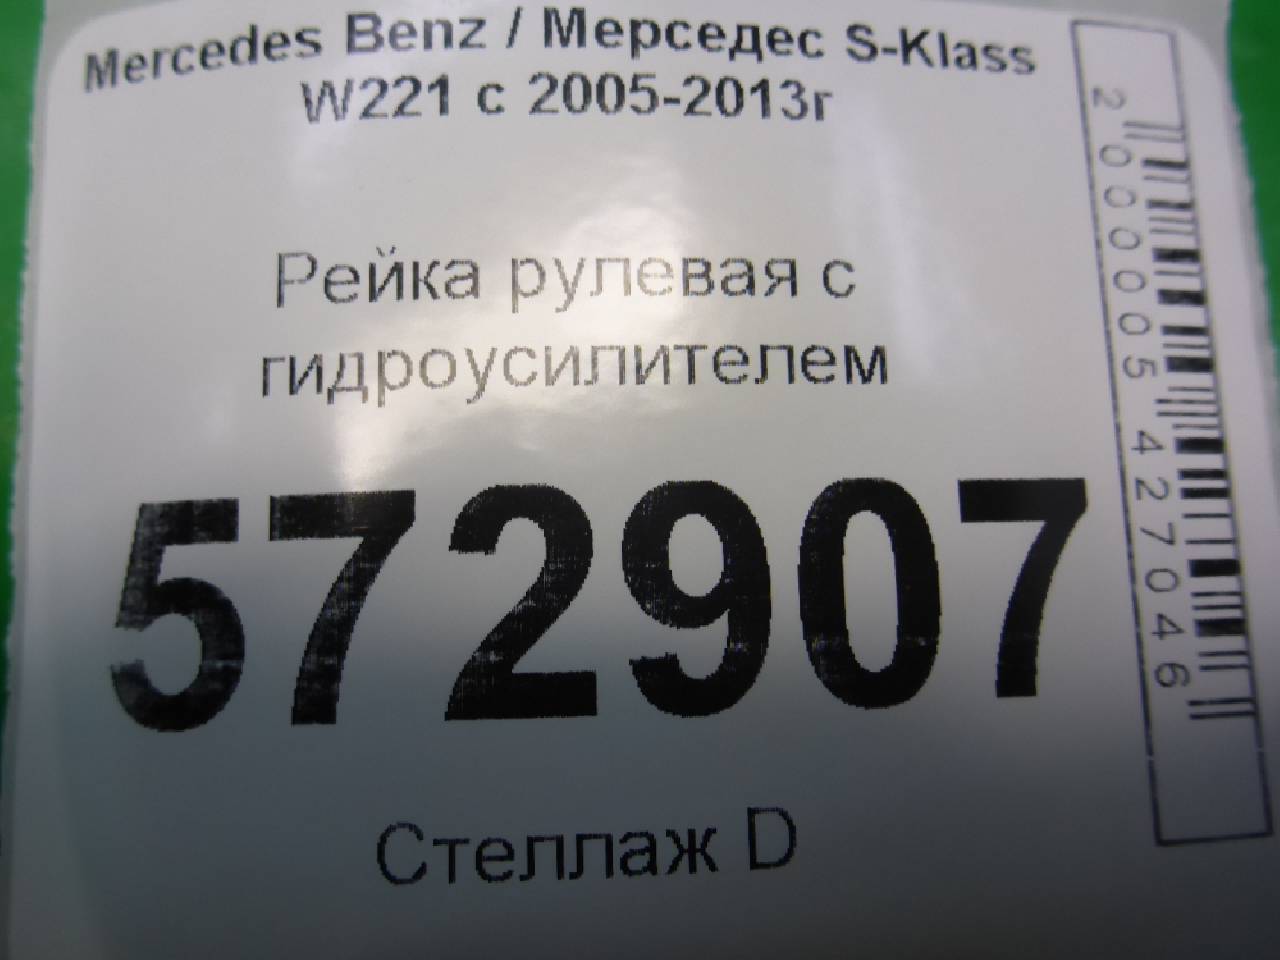 Mercedes Benz / Мерседес S-Klass
W221 с 2005-2013г
Рейка рулевая с
гидроусилителем
572907
Стеллаж D
2000005427046